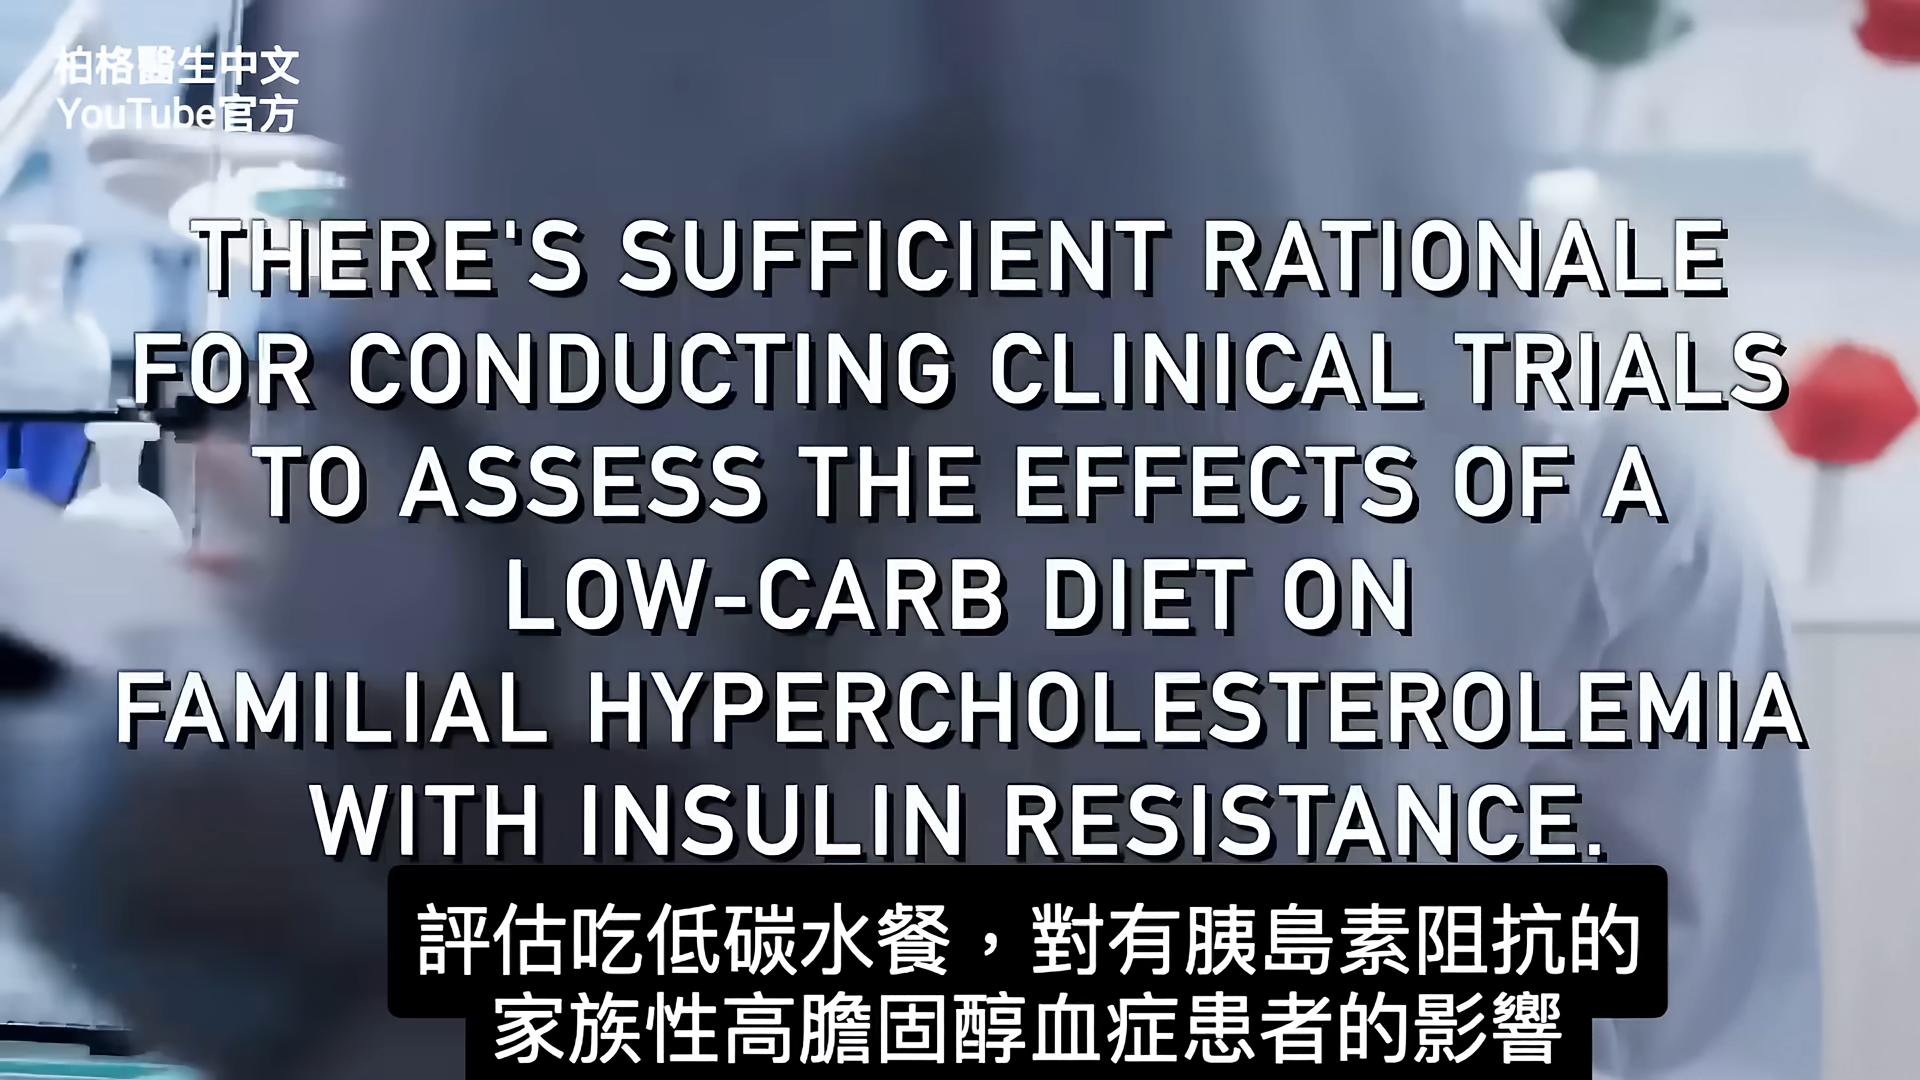 柏格醫生中文
YouTube官方
THERE'S SUFFICIENT RATIONALE
FOR CONDUCTING CLINICAL TRIALS
TO ASSESS THE EFFECTS OF A
LOW-CARB DIET ON
FAMILIAL HYPERCHOLESTEROLEMIA
WITH INSULIN RESISTANCE.
評估吃低碳水餐，對有胰島素阻抗的
家族性高膽固醇血症患者的影響